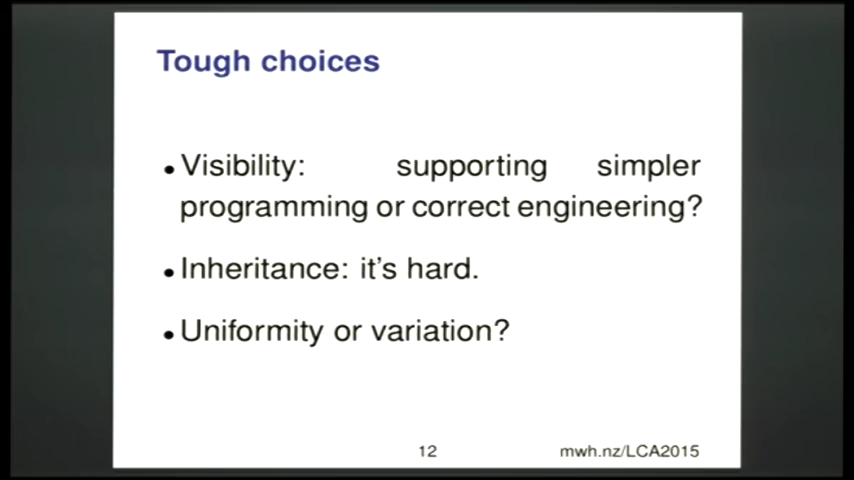 Tough choices
• Visibility: supporting simpler
programming or correct engineering?
• Inheritance: it's hard.
• Uniformity or variation?
12 mwh.nz/LCA2015